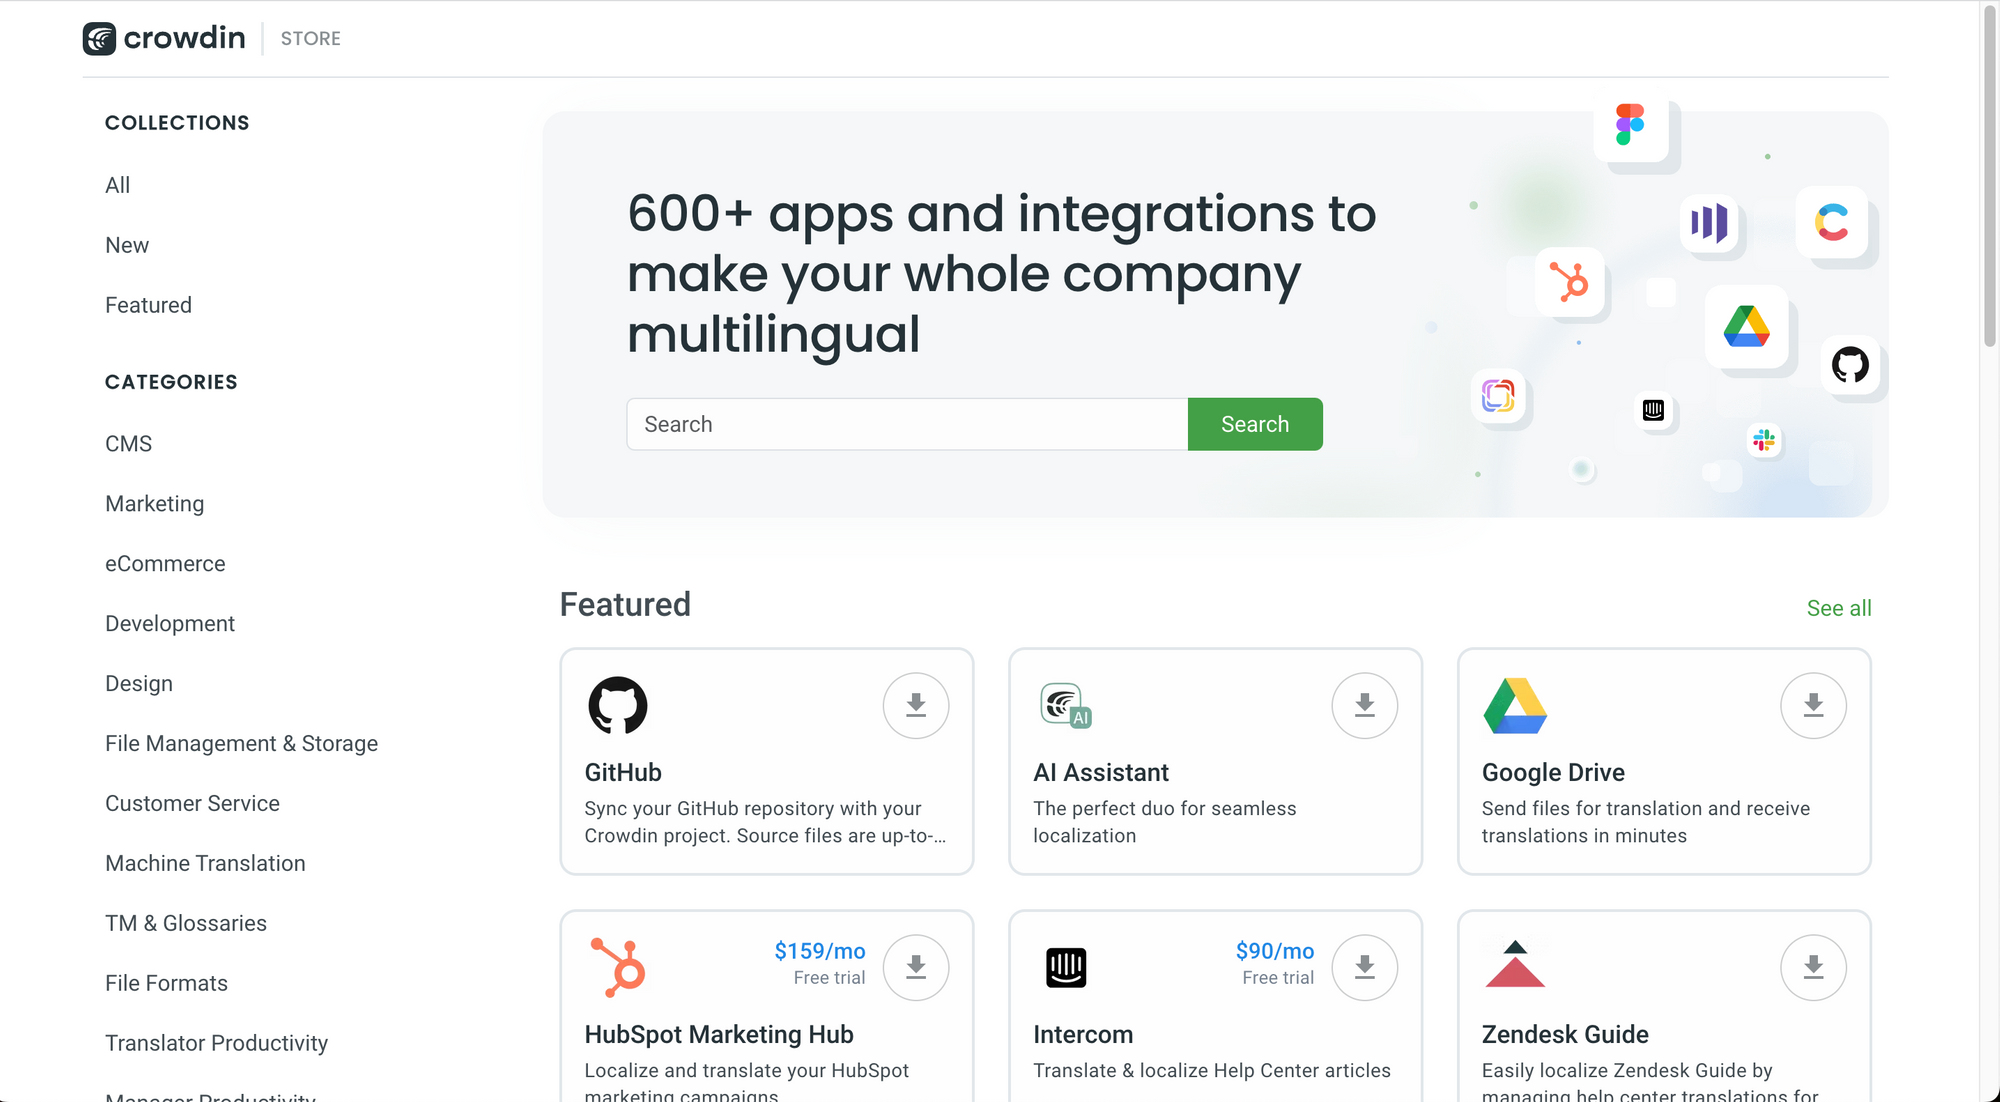 crowdin
STORE
COLLECTIONS
All
New
Featured
CATEGORIES
CMS
Marketing
eCommerce
Development
Design
File Management & Storage
Customer Service
Machine Translation
TM & Glossaries
File Formats
Translator Productivity
Manager Productivity
600+ apps and integrations to
make your whole company
multilingual
Search
Search
Featured
See all
GitHub
Sync your GitHub repository with your
Crowdin project. Source files are up-to-...
AI
AI Assistant
The perfect duo for seamless
localization
Google Drive
Send files for translation and receive
translations in minutes
$159/mo
Free trial
HubSpot Marketing Hub
Localize and translate your HubSpot
marketing campaigns
$90/mo
Free trial
Intercom
Translate & localize Help Center articles
Zendesk Guide
Easily localize Zendesk Guide by
managing help center translations for